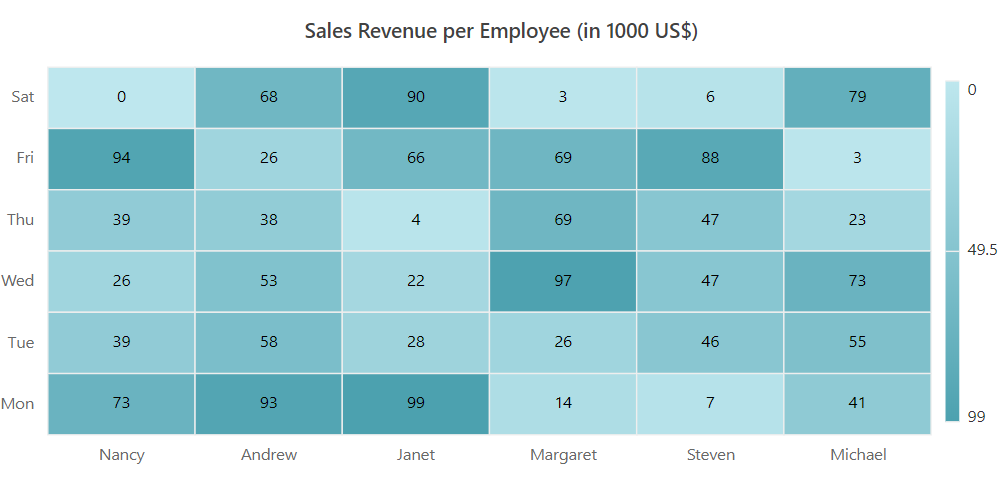 Sales Revenue per Employee (in 1000 US$)
Sat 0 68 90 3 6 79
Fri 94 26 66 69 88 3
Thu 39 38 4 69 47 23
Wed 26 53 22 97 47 73
Tue 39 58 28 26 46 55
Mon 73 93 99 14 7 41
Nancy Andrew Janet Margaret Steven Michael
0
49.5
99